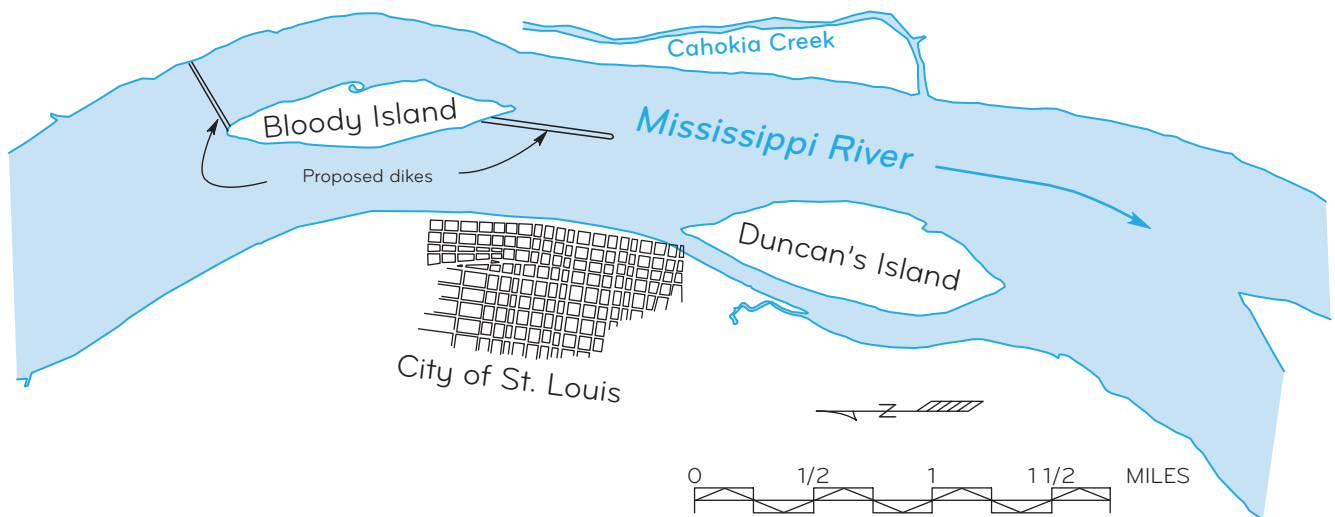 Cahokia Creek
Bloody Island
Mississippi River
Proposed dikes
Ducan's Island
City of St. Louis
N
0 1/2 1 1 1/2 MILES